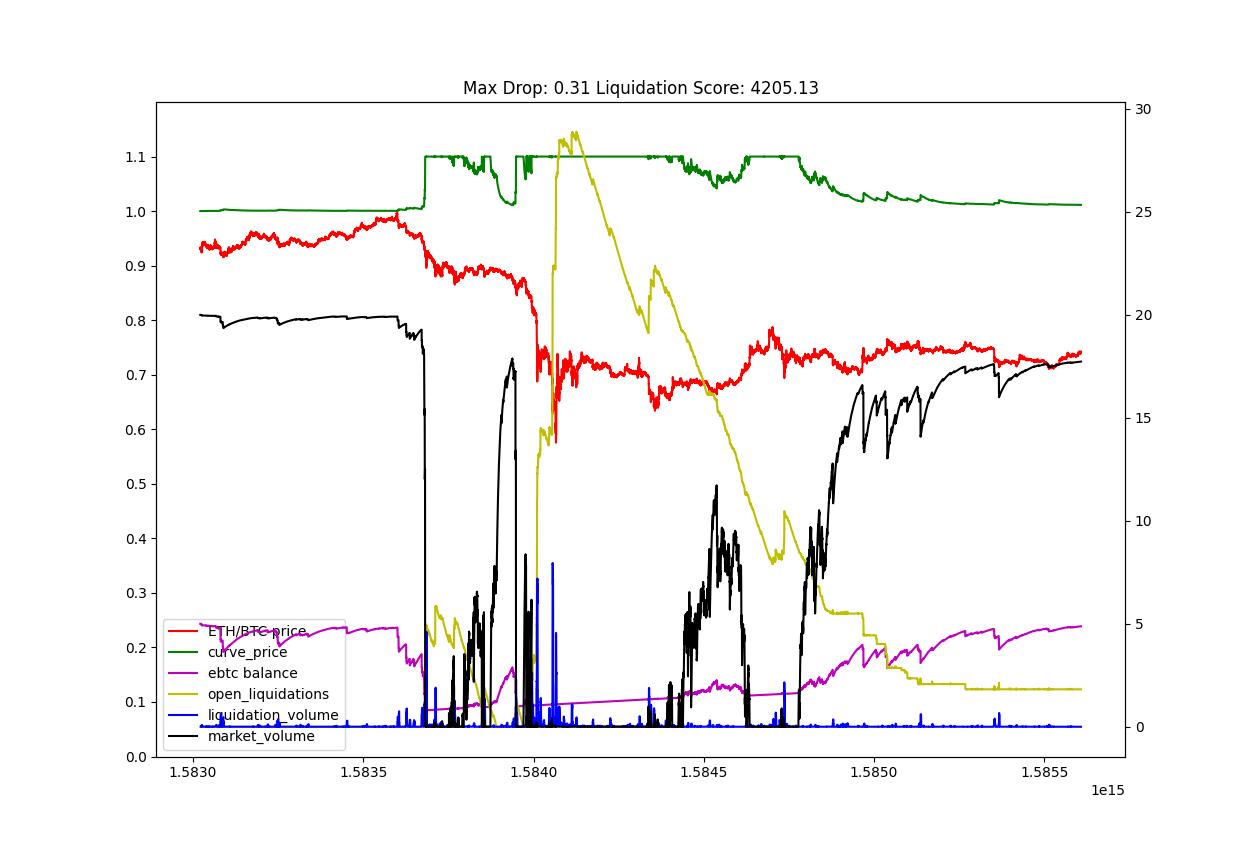 Max Drop: 0.31 Liquidation Score: 4205.13
1.1
1.0
0.9
0.8
0.7
0.6
0.5
0.4
0.3
0.2
0.1
0.0
30
25
20
15
10
5
0
ETH/BTC price
curve_price
ebtc balance
open_liquidations
liquidation_volume
market_volume
1.5830 1.5835 1.5840 1.5845 1.5850 1.5855
1e15